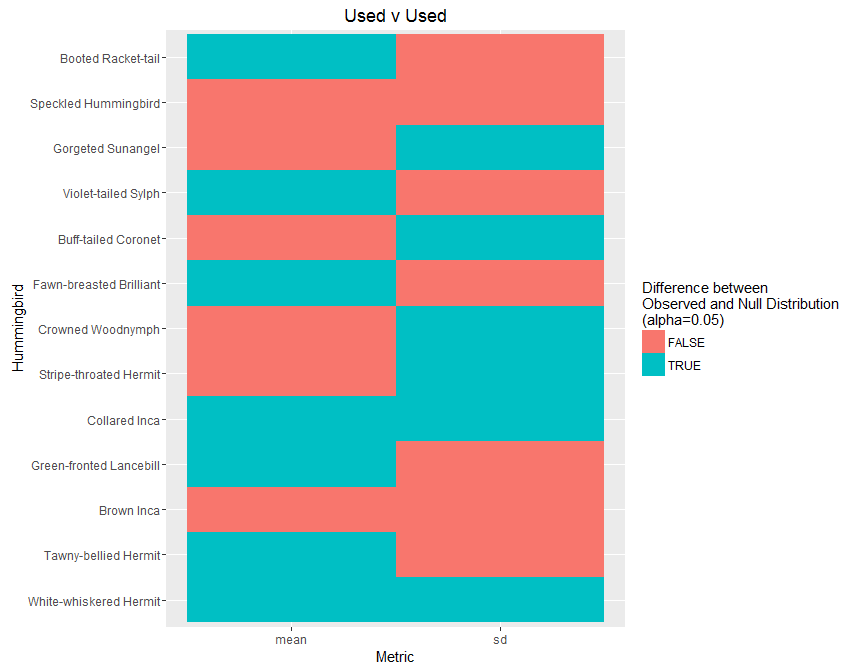 Used v Used
Hummingbird
Booted Racket-tail
Speckled Hummingbird
Gorgeted Sunangel
Violet-tailed Sylph
Buff-tailed Coronet
Fawn-breasted Brilliant
Crowned Woodnymph
Stripe-throated Hermit
Collared Inca
Green-fronted Lancebill
Brown Inca
Tawny-bellied Hermit
White-whiskered Hermit
mean sd
Metric
Difference between
Observed and Null Distribution
(alpha=0.05)
FALSE
TRUE